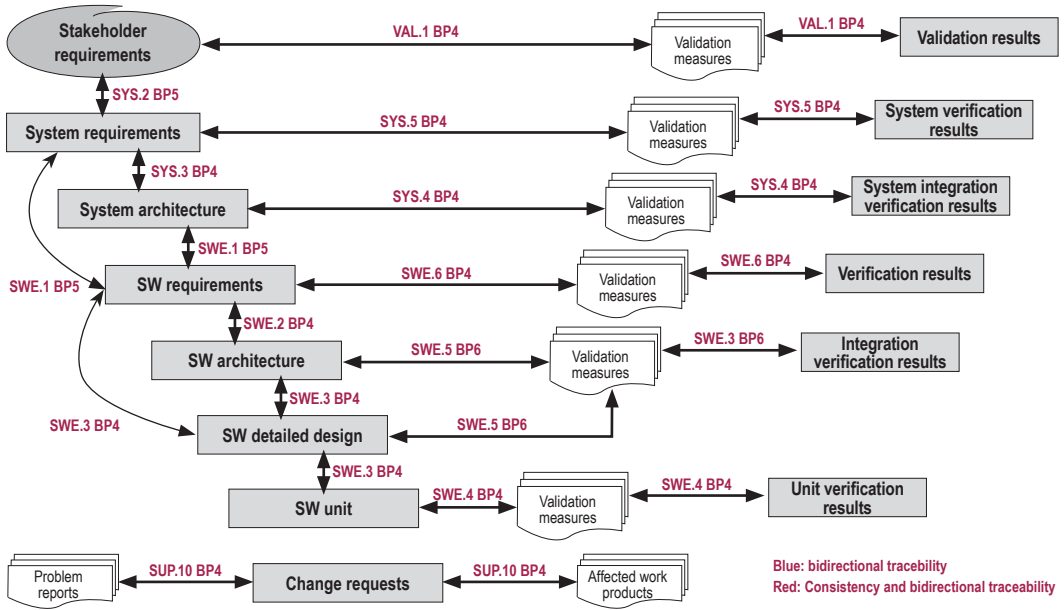 Stakeholder
requirements
VAL.1 BP4
Validation
measures
VAL.1 BP4
Validation results
SYS.2 BP5
System requirements
SYS.5 BP4
Validation
measures
SYS.5 BP4
System verification
results
SYS.3 BP4
System architecture
SYS.4 BP4
Validation
measures
SYS.4 BP4
System integration
verification results
SWE.1 BP5
SWE.1 BP5
SW requirements
SWE.6 BP4
Validation
measures
SWE.6 BP4
Verification results
SWE.2 BP4
SW architecture
SWE.5 BP6
Validation
measures
SWE.3 BP6
Integration
verification results
SWE.3 BP4
SWE.3 BP4
SW detailed design
SWE.5 BP6
SWE.3 BP4
SW unit
SWE.4 BP4
Validation
measures
SWE.4 BP4
Unit verification
results
Problem
reports
SUP.10 BP4
Change requests
SUP.10 BP4
Affected work
products
Blue: bidirectional tracebility
Red: Consistency and bidirectional traceability